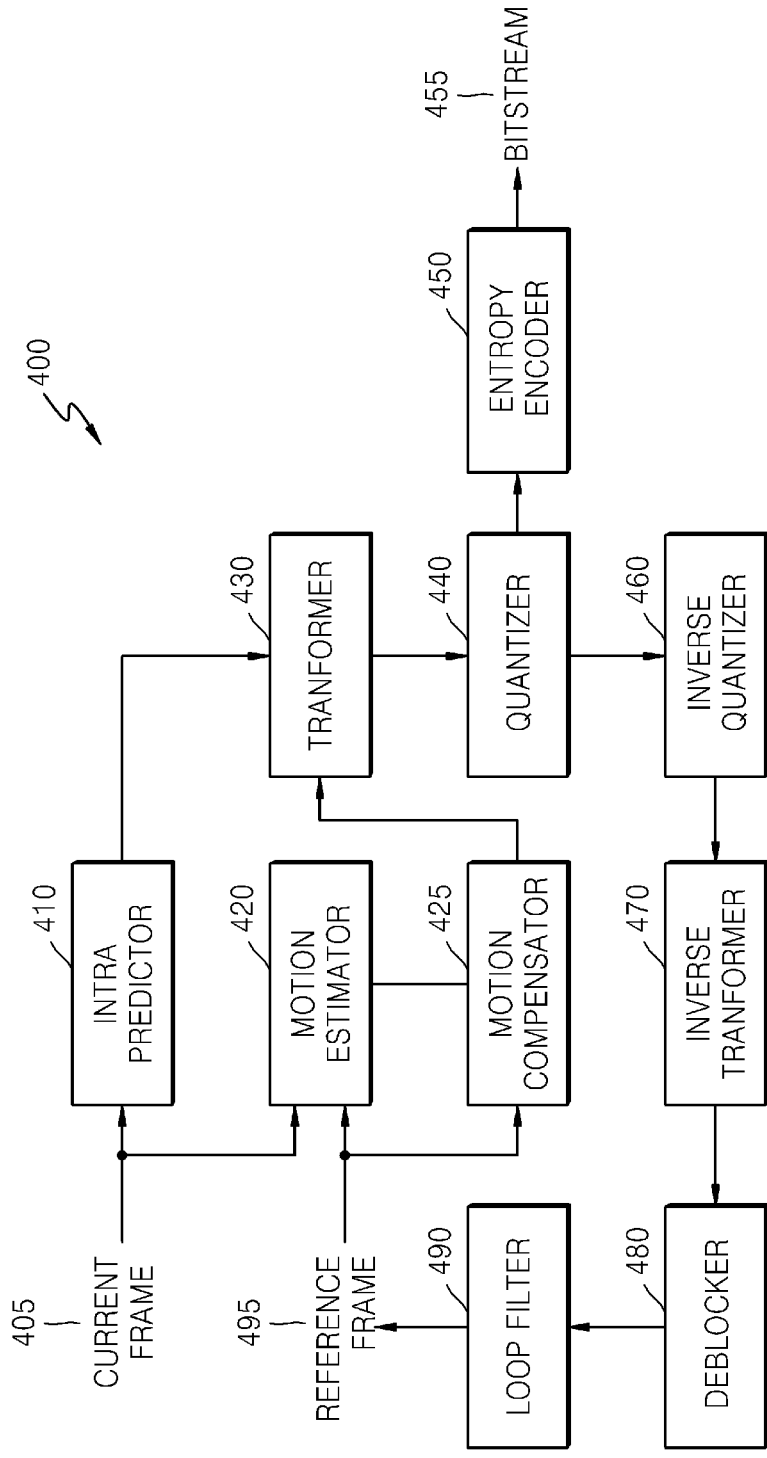 400
405
CURRENT
FRAME
410
INTRA
PREDICTOR
495
REFERENCE
FRAME
420
MOTION
ESTIMATOR
430
TRANFORMER
425
MOTION
COMPENSATOR
440
QUANTIZER
450
ENTROPY
ENCODER
455
BITSTREAM
490
LOOP FILTER
480
DEBLOCKER
470
INVERSE
TRANFORMER
460
INVERSE
QUANTIZER